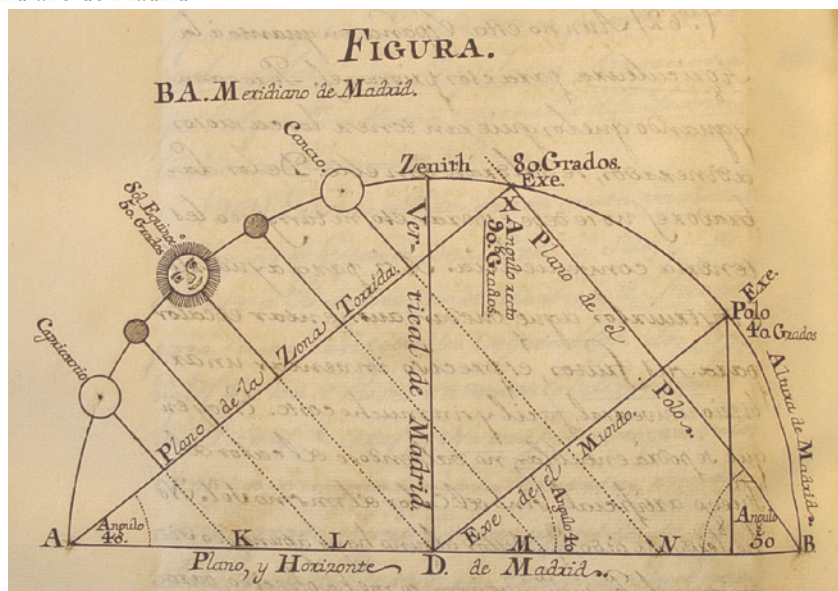 FIGURA.
BA. Meridiano de Madrid.
Cancro.
Zenith
80 Grados.
Exe.
Sol Equinoˣ.
50. Grados
X
Angulo recto
90. Grados.
Plano de el Polo.
Vertical de Madrid
Exe.
Polo
40 Grados
Altura de Madrid.
Capricornio
Plano de la Zona Torrida.
Exe de el Mundo.
A
Angulo
40.
K
L
D.
M
Angulo 40
N
Angulo
50
B.
Plano, y Horizonte de Madrid.